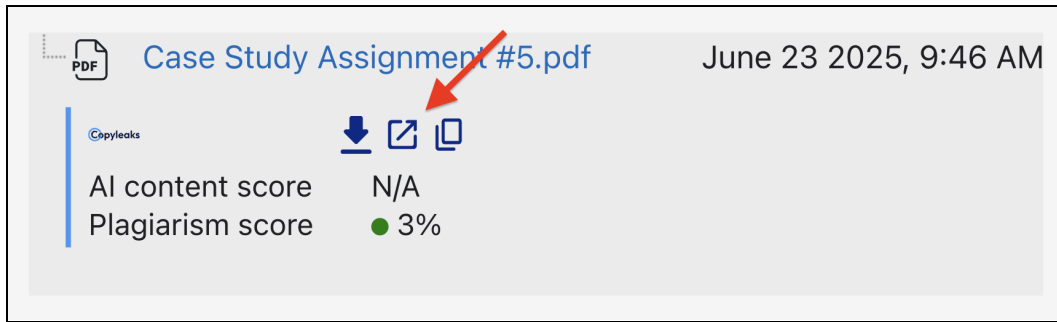 PDF Case Study Assignment #5.pdf June 23 2025, 9:46 AM
Copyleaks
AI content score N/A
Plagiarism score 3%